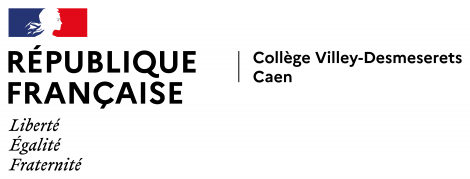 RÉPUBLIQUE
FRANÇAISE
Liberté
Égalité
Fraternité
Collège Villey-Desmeserets
Caen